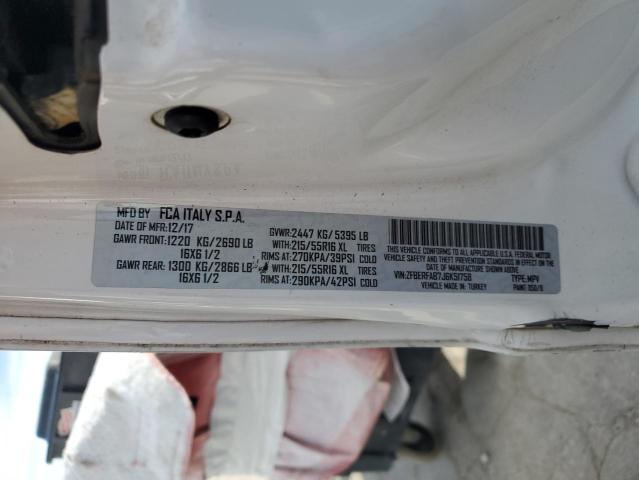 MFD BY FCA ITALY S.P.A.
DATE OF MFR:12/17
GAWR FRONT:1220 KG/2690 LB
16X6 1/2
GAWR REAR:1300 KG/2866 LB
16X6 1/2
GVWR:2447 KG/5395 LB
WITH:215/55R16 XL TIRES
RIMS AT:270KPA/39PSI COLD
WITH:215/55R16 XL TIRES
RIMS AT:290KPA/42PSI COLD
THIS VEHICLE CONFORMS TO ALL APPLICABLE FEDERAL MOTOR
VEHICLE SAFETY STANDARDS IN EFFECT ON THE DATE OF
MANUFACTURE SHOWN ABOVE.
VIN:ZFBERFAB7J6K51758 TYPE:MPV
VEHICLE MADE IN: TURKEY PAINT